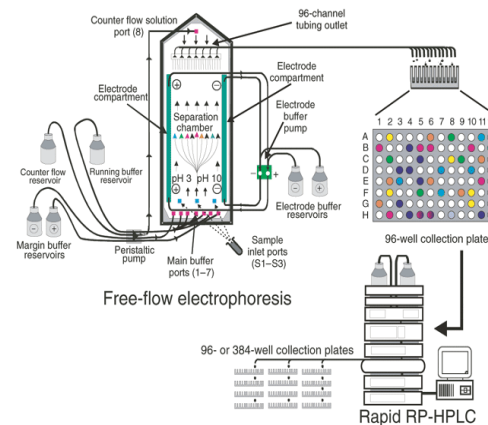 Counter flow solution
port (8)
96-channel
tubing outlet
Electrode
compartment
Electrode
compartment
Electrode
buffer
pump
Separation
chamber
+
−
+
−
pH 3
pH 10
− +
Counter flow
reservoir
Running buffer
reservoir
− +
− +
Electrode buffer
reservoirs
Margin buffer
reservoirs
Peristaltic
pump
Main buffer
ports (1–7)
Sample
inlet ports
(S1–S3)
Free-flow electrophoresis
1 2 3 4 5 6 7 8 9 10 11
A
B
C
D
E
F
G
H
96-well collection plate
96- or 384-well collection plates
Rapid RP-HPLC